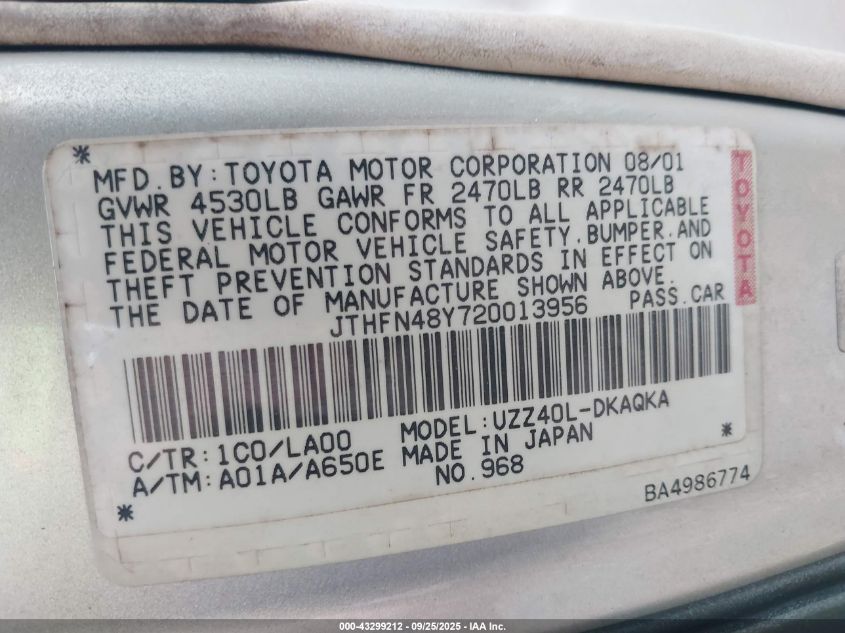 MFD.BY:TOYOTA MOTOR CORPORATION 08/01
GVWR 4530LB GAWR FR 2470LB RR 2470LB
THIS VEHICLE CONFORMS TO ALL APPLICABLE
FEDERAL MOTOR VEHICLE SAFETY,BUMPER,AND
THEFT PREVENTION STANDARDS IN EFFECT ON
THE DATE OF MANUFACTURE SHOWN ABOVE.
JTHFN48Y720013956 PASS.CAR
TOYOTA
C/TR:1C0/LA00 MODEL:UZZ40L-DKAQKA
A/TM:A01A/A650E MADE IN JAPAN
NO.968
BA4986774
000-43299212 - 09/25/2025 - IAA Inc.